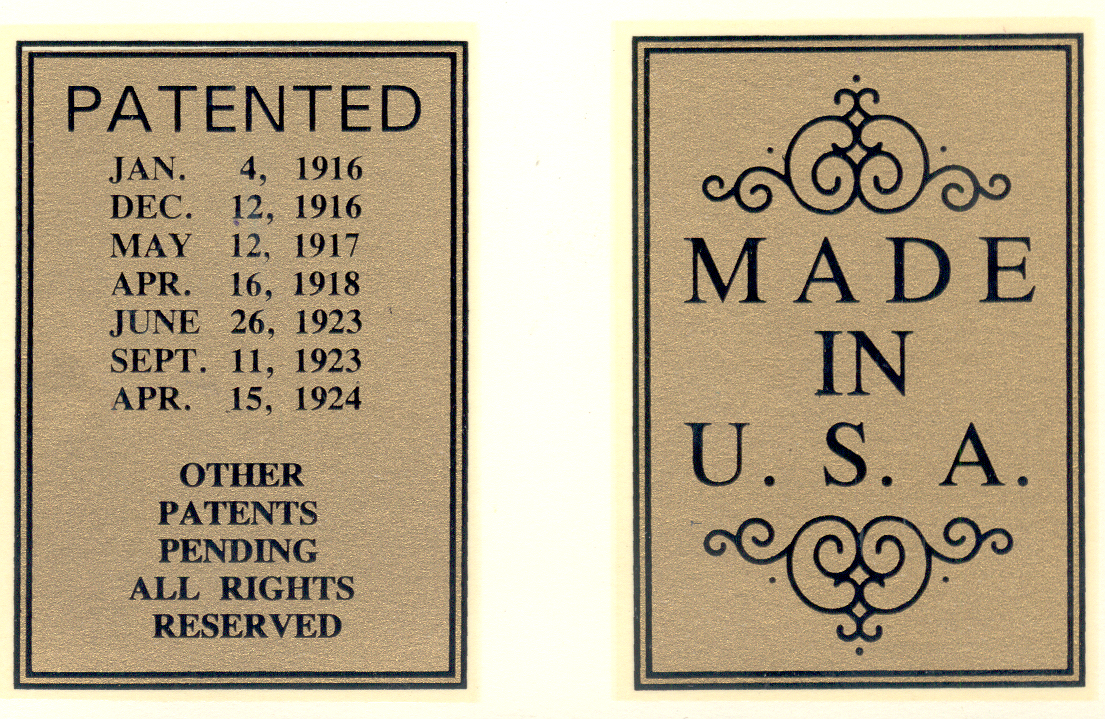 PATENTED
JAN. 4, 1916
DEC. 12, 1916
MAY 12, 1917
APR. 16, 1918
JUNE 26, 1923
SEPT. 11, 1923
APR. 15, 1924
OTHER
PATENTS
PENDING
ALL RIGHTS
RESERVED
MADE
IN
U. S. A.